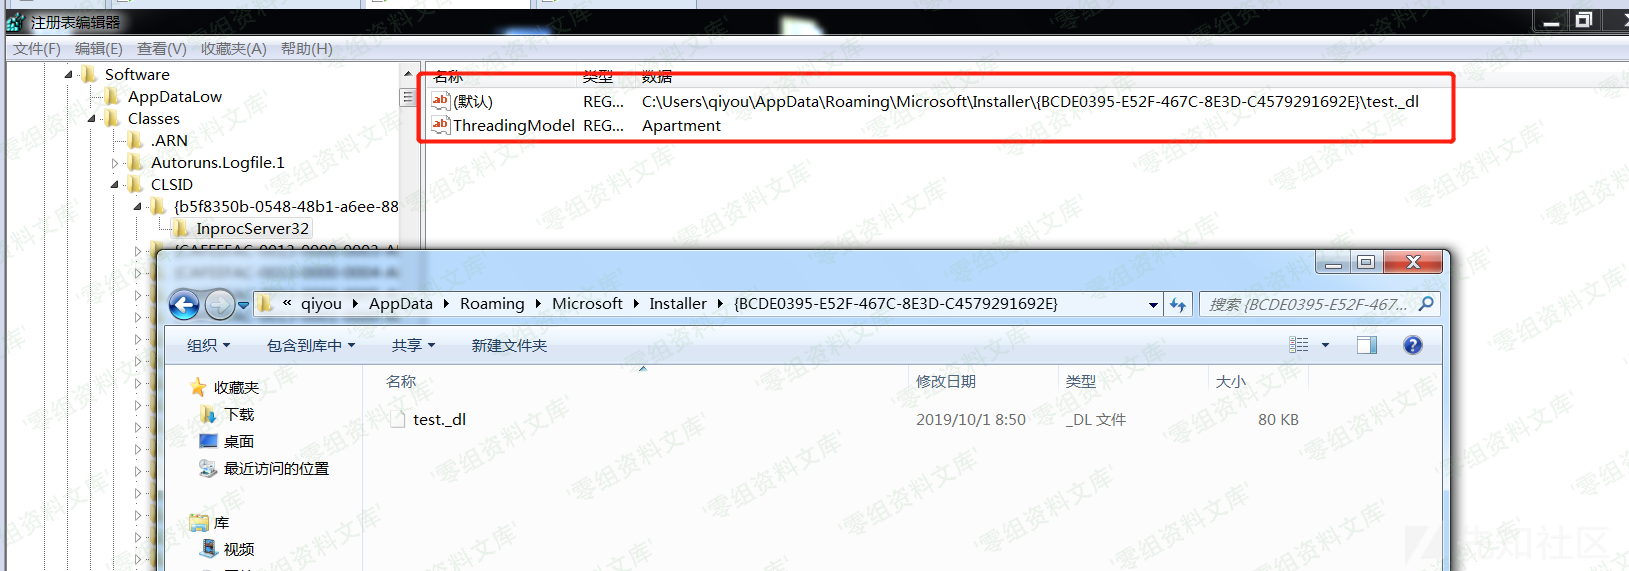 注册表编辑器
文件(F) 编辑(E) 查看(V) 收藏夹(A) 帮助(H)
Software
AppDataLow
Classes
.ARN
Autoruns.Logfile.1
CLSID
{b5f8350b-0548-48b1-a6ee-88
InprocServer32
名称 类型 数据
(默认) REG... C:\Users\qiyou\AppData\Roaming\Microsoft\Installer\{BCDE0395-E52F-467C-8E3D-C4579291692E}\test._dl
ThreadingModel REG... Apartment
« qiyou AppData Roaming Microsoft Installer {BCDE0395-E52F-467C-8E3D-C4579291692E}
搜索 {BCDE0395-E52F-467...
组织 包含到库中 共享 新建文件夹
收藏夹
下载
桌面
最近访问的位置
库
视频
名称 修改日期 类型 大小
test._dl 2019/10/1 8:50 _DL 文件 80 KB
'零组资料文库'
先知社区